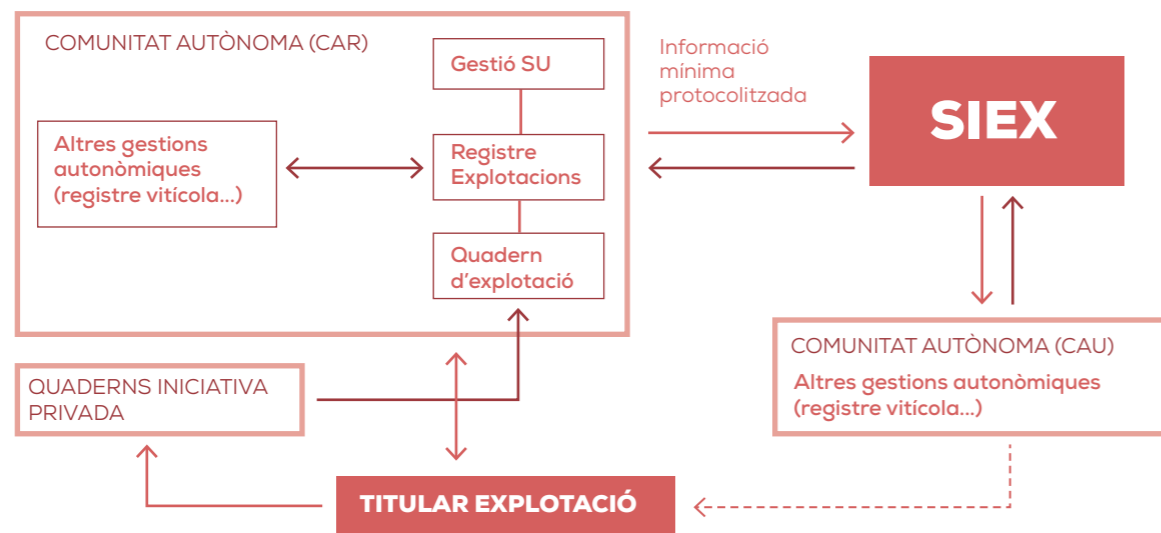 COMUNITAT AUTÒNOMA (CAR)
Gestió SU
Altres gestions
autonòmiques
(registre vitícola...)
Registre
Explotacions
Quadern
d'explotació
Informació
mínima
protocolitzada
SIEX
COMUNITAT AUTÒNOMA (CAU)
Altres gestions autonòmiques
(registre vitícola...)
QUADERNS INICIATIVA
PRIVADA
TITULAR EXPLOTACIÓ